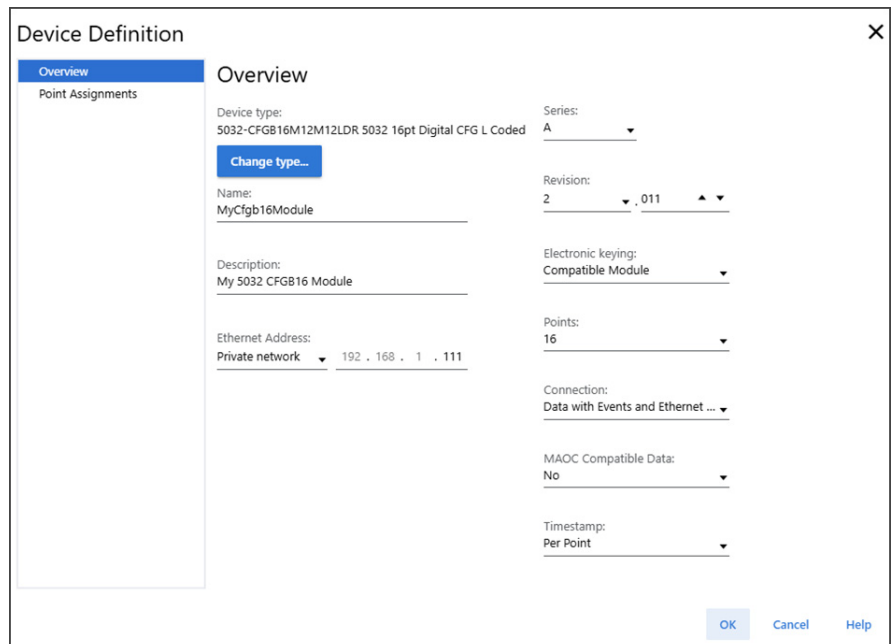 Device Definition
Overview
Point Assignments
Overview
Device type:
5032-CFGB16M12M12LDR 5032 16pt Digital CFG L Coded
Change type...
Name:
MyCfgb16Module
Description:
My 5032 CFGB16 Module
Ethernet Address:
Private network 192 . 168 . 1 . 111
Series:
A
Revision:
2 . 011
Electronic keying:
Compatible Module
Points:
16
Connection:
Data with Events and Ethernet ...
MAOC Compatible Data:
No
Timestamp:
Per Point
OK Cancel Help